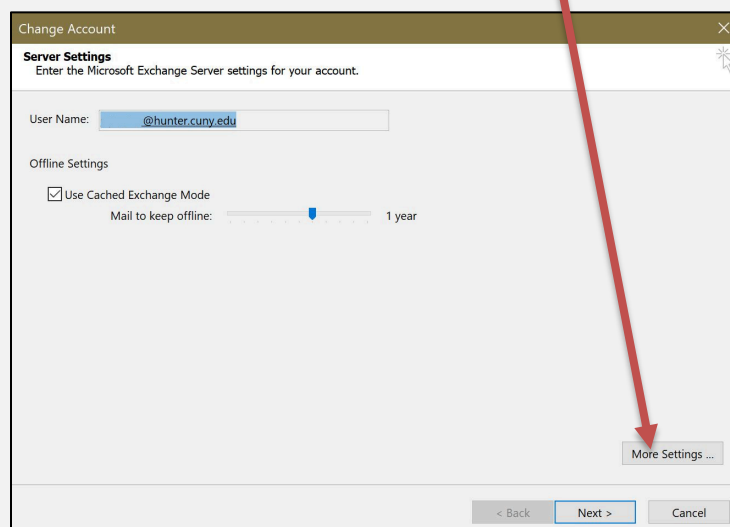 Change Account
Server Settings
Enter the Microsoft Exchange Server settings for your account.
User Name: @hunter.cuny.edu
Offline Settings
Use Cached Exchange Mode
Mail to keep offline: 1 year
More Settings ...
< Back Next > Cancel